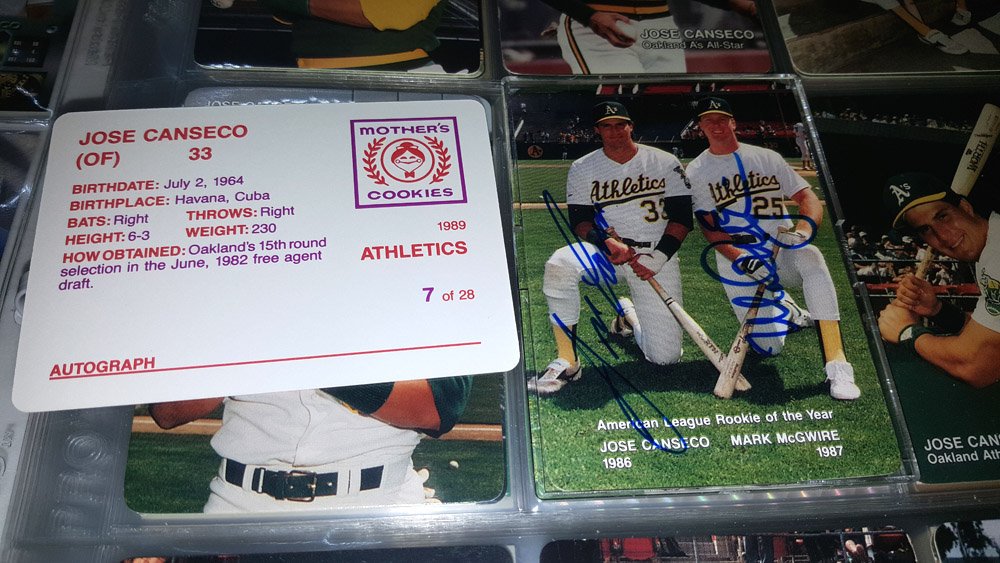 JOSE CANSECO
Oakland As All-Star
JOSE CANSECO
(OF) 33
MOTHER'S
COOKIES
BIRTHDATE: July 2, 1964
BIRTHPLACE: Havana, Cuba
BATS: Right THROWS: Right
HEIGHT: 6-3 WEIGHT: 230
HOW OBTAINED: Oakland's 15th round
selection in the June, 1982 free agent
draft.
1989
ATHLETICS
7 of 28
AUTOGRAPH
JOSE CANSECO
A's
A's
Athletics
33
Athletics
25
American League Rookie of the Year
JOSE CANSECO MARK McGWIRE
1986 1987
A's
WORTH
JOSE CAN
Oakland Ath